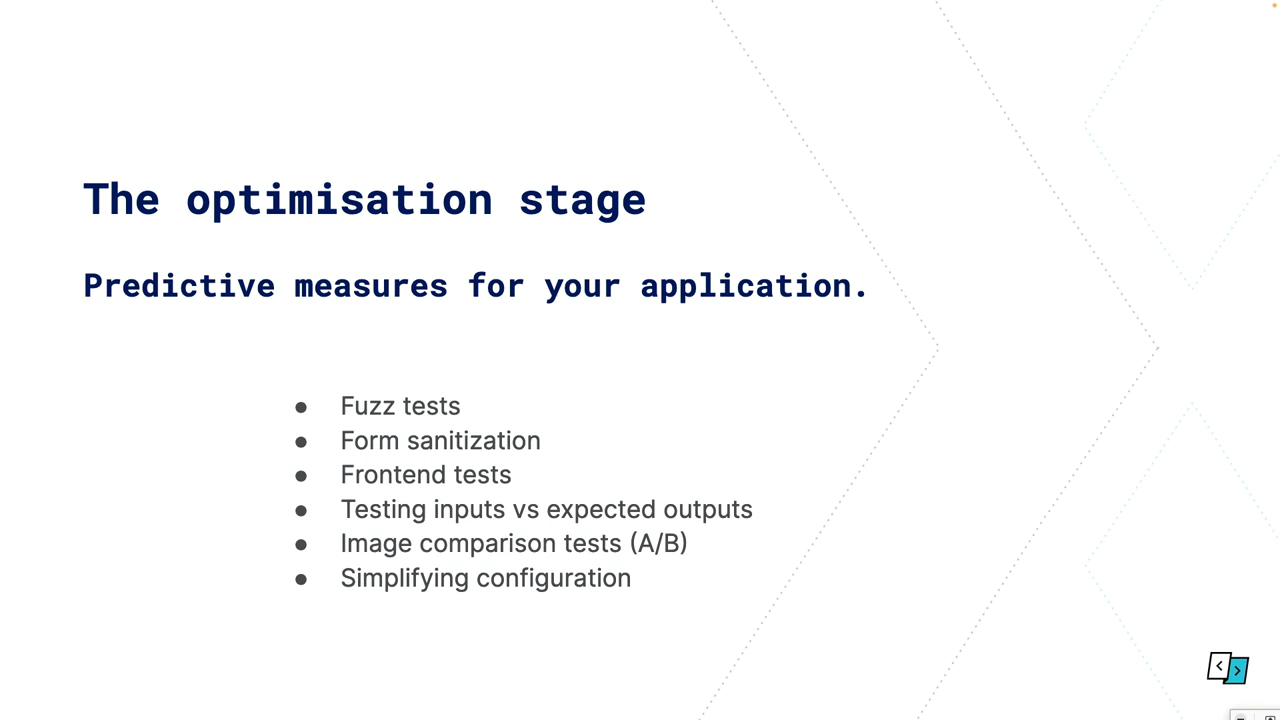 The optimisation stage
Predictive measures for your application.
● Fuzz tests
● Form sanitization
● Frontend tests
● Testing inputs vs expected outputs
● Image comparison tests (A/B)
● Simplifying configuration